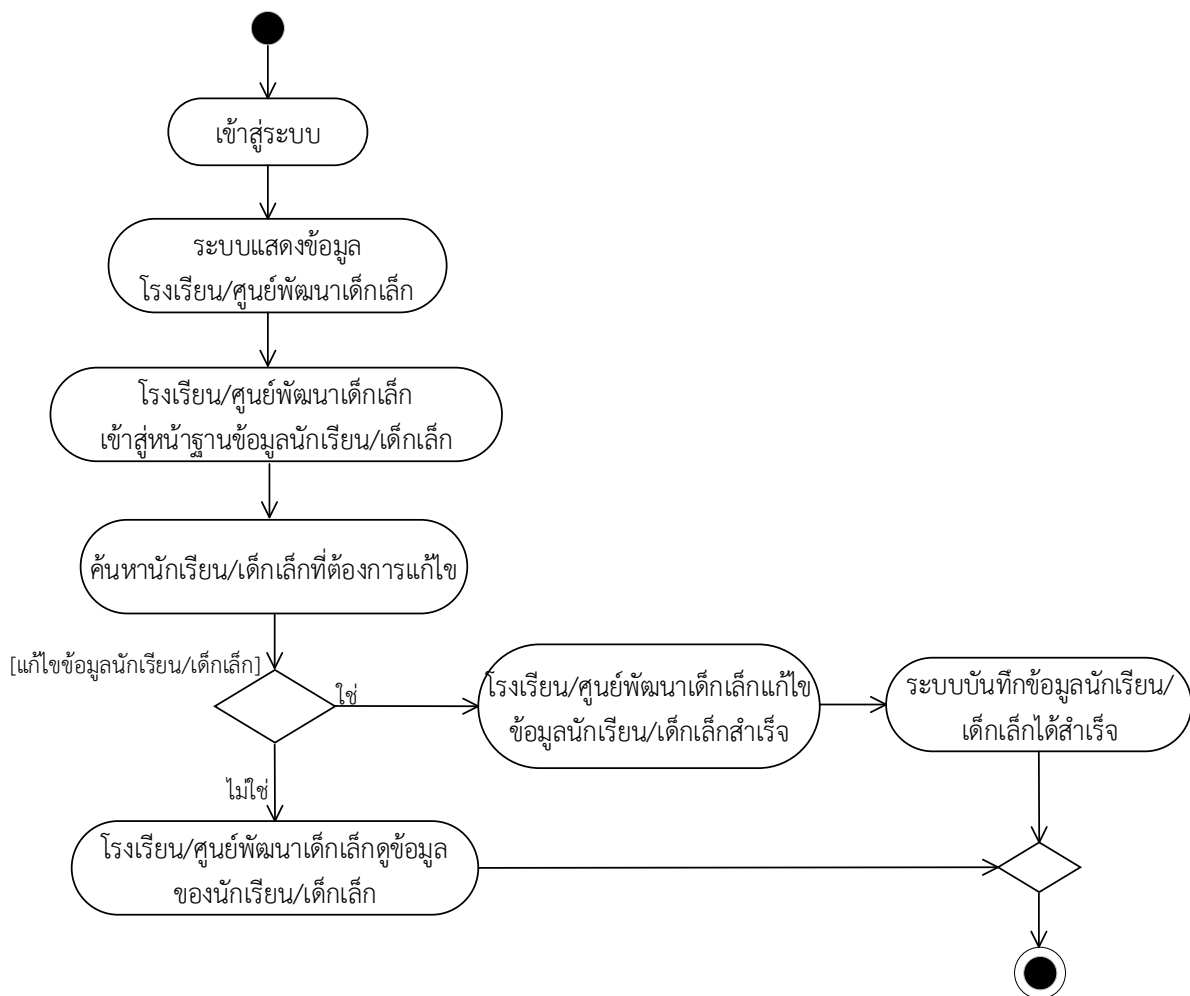 เข้าสู่ระบบ
ระบบแสดงข้อมูล
โรงเรียน/ศูนย์พัฒนาเด็กเล็ก
โรงเรียน/ศูนย์พัฒนาเด็กเล็ก
เข้าสู่หน้าฐานข้อมูลนักเรียน/เด็กเล็ก
ค้นหานักเรียน/เด็กเล็กที่ต้องการแก้ไข
[แก้ไขข้อมูลนักเรียน/เด็กเล็ก]
ใช่
โรงเรียน/ศูนย์พัฒนาเด็กเล็กแก้ไข
ข้อมูลนักเรียน/เด็กเล็กสำเร็จ
ระบบบันทึกข้อมูลนักเรียน/
เด็กเล็กได้สำเร็จ
ไม่ใช่
โรงเรียน/ศูนย์พัฒนาเด็กเล็กดูข้อมูล
ของนักเรียน/เด็กเล็ก